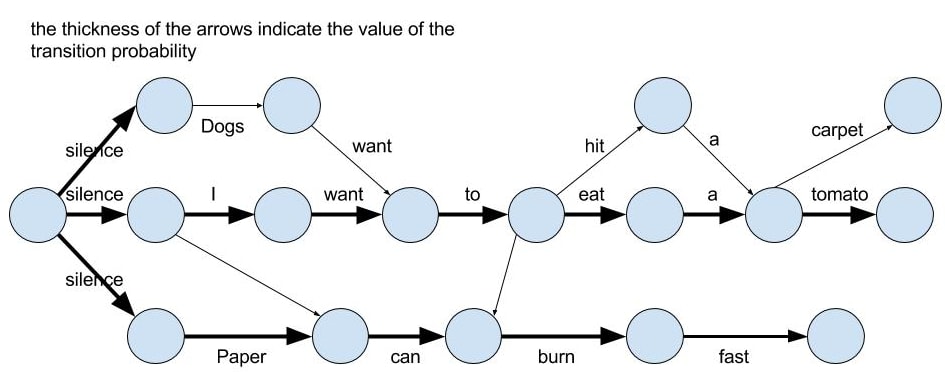 the thickness of the arrows indicate the value of the
transition probability
Dogs
silence
want
hit
a
carpet
silence
I
want
to
eat
a
tomato
silence
Paper
can
burn
fast